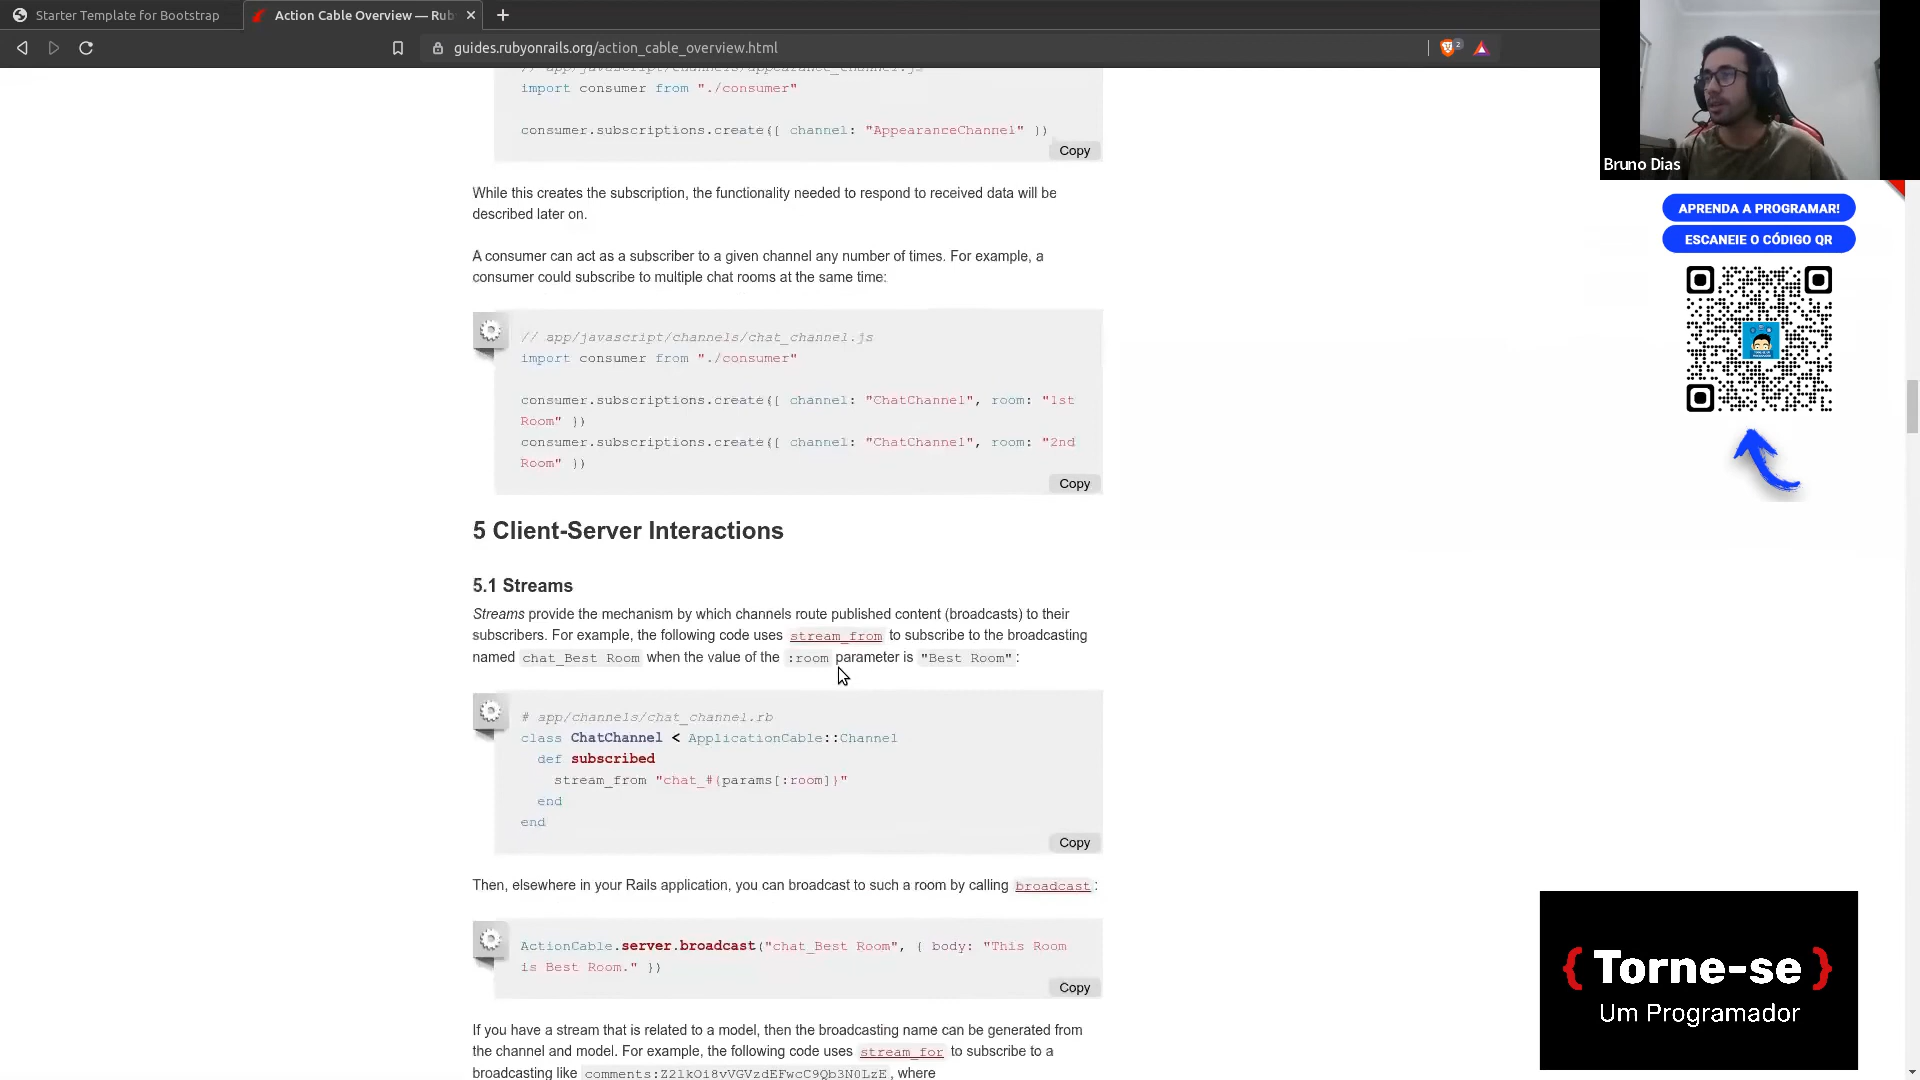 Starter Template for Bootstrap
Action Cable Overview — Rub
guides.rubyonrails.org/action_cable_overview.html
2
// app/javascript/channels/appearance_channel.js
import consumer from "./consumer"
consumer.subscriptions.create({ channel: "AppearanceChannel" })
Copy
While this creates the subscription, the functionality needed to respond to received data will be
described later on.
A consumer can act as a subscriber to a given channel any number of times. For example, a
consumer could subscribe to multiple chat rooms at the same time:
// app/javascript/channels/chat_channel.js
import consumer from "./consumer"
consumer.subscriptions.create({ channel: "ChatChannel", room: "1st
Room" })
consumer.subscriptions.create({ channel: "ChatChannel", room: "2nd
Room" })
Copy
5 Client-Server Interactions
5.1 Streams
Streams provide the mechanism by which channels route published content (broadcasts) to their
subscribers. For example, the following code uses stream_from to subscribe to the broadcasting
named chat_Best Room when the value of the :room parameter is "Best Room":
# app/channels/chat_channel.rb
class ChatChannel < ApplicationCable::Channel
def subscribed
stream_from "chat_#{params[:room]}"
end
end
Copy
Then, elsewhere in your Rails application, you can broadcast to such a room by calling broadcast:
ActionCable.server.broadcast("chat_Best Room", { body: "This Room
is Best Room." })
Copy
If you have a stream that is related to a model, then the broadcasting name can be generated from
the channel and model. For example, the following code uses stream_for to subscribe to a
broadcasting like comments:Z2lkOi8vVGVzdEFwcC9Qb3N0LzE, where
Bruno Dias
APRENDA A PROGRAMAR!
ESCANEIE O CÓDIGO QR
{ Torne-se }
Um Programador